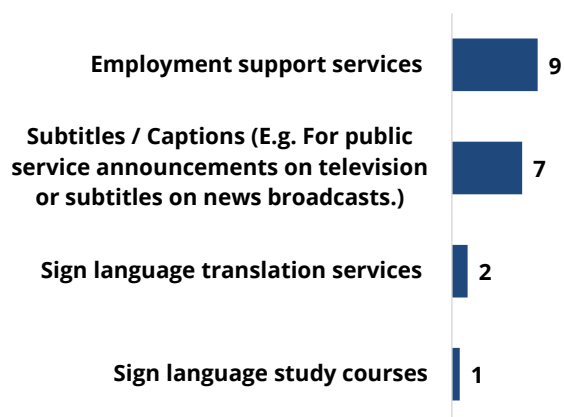 Employment support services 9
Subtitles / Captions (E.g. For public
service announcements on television
or subtitles on news broadcasts.) 7
Sign language translation services 2
Sign language study courses 1